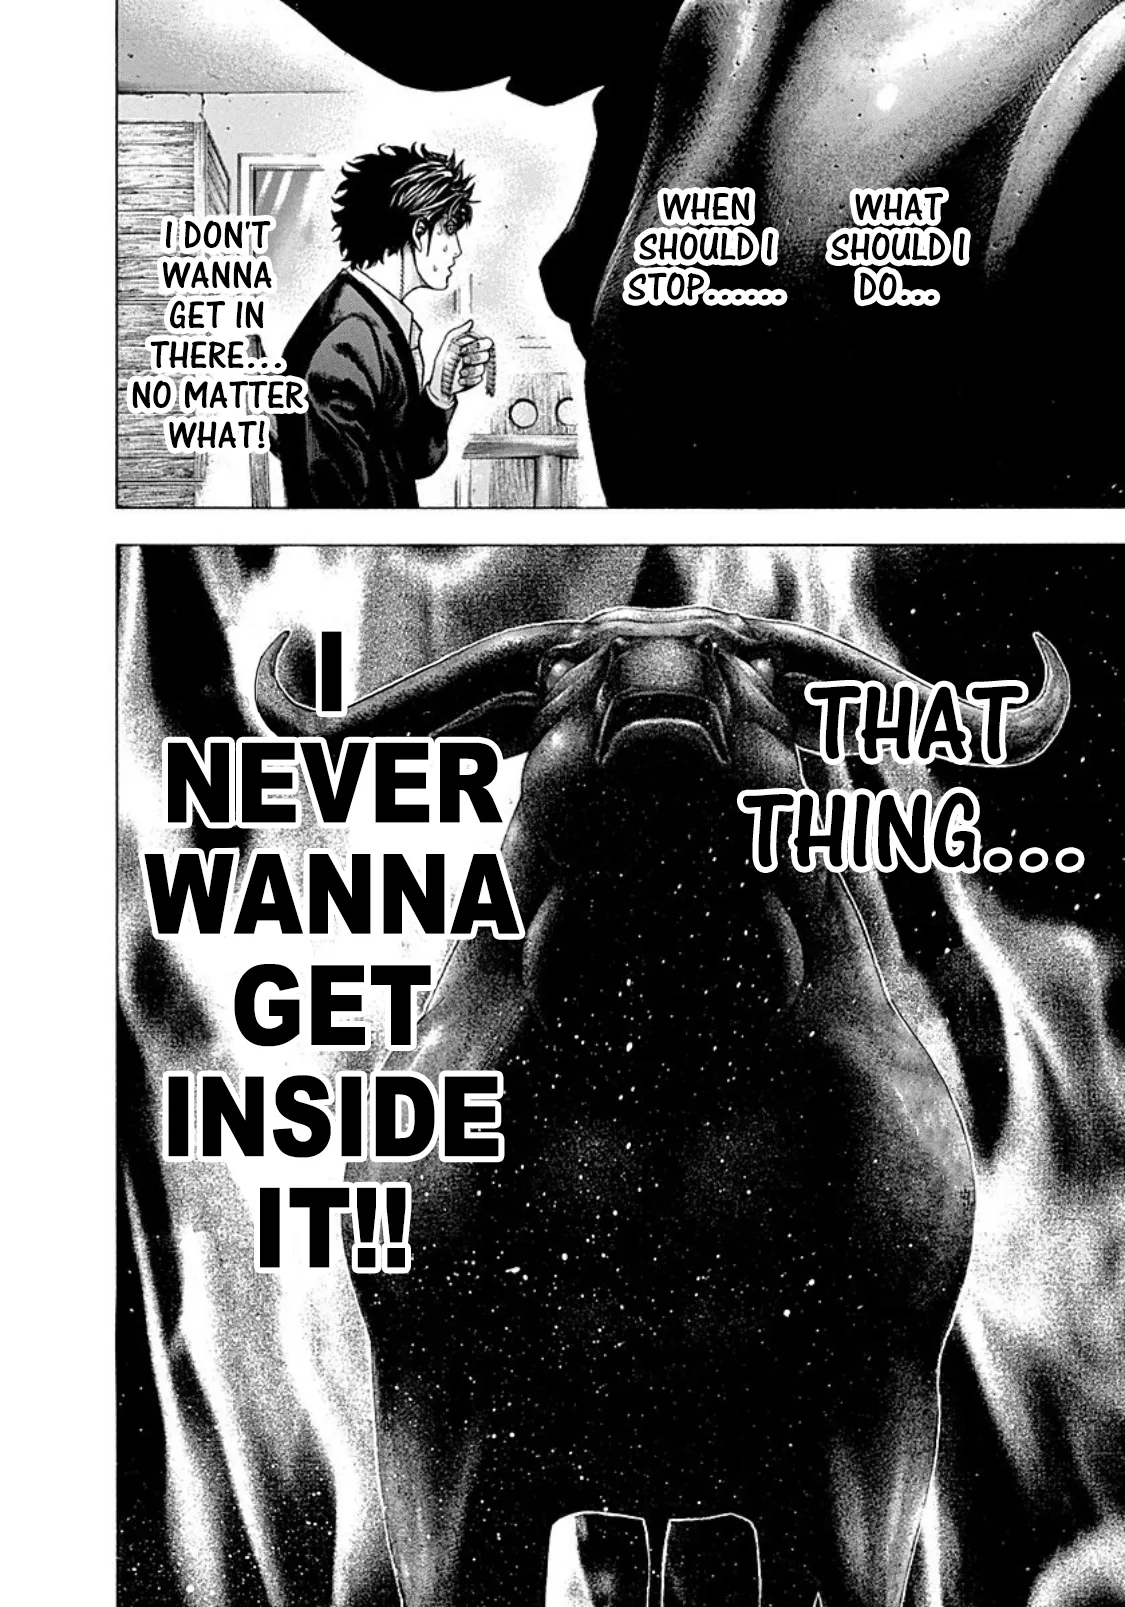 WHAT
SHOULD I
DO...
WHEN
SHOULD I
STOP......
I DON'T
WANNA
GET IN
THERE...
NO MATTER
WHAT!
THAT
THING...
I
NEVER
WANNA
GET
INSIDE
IT!!